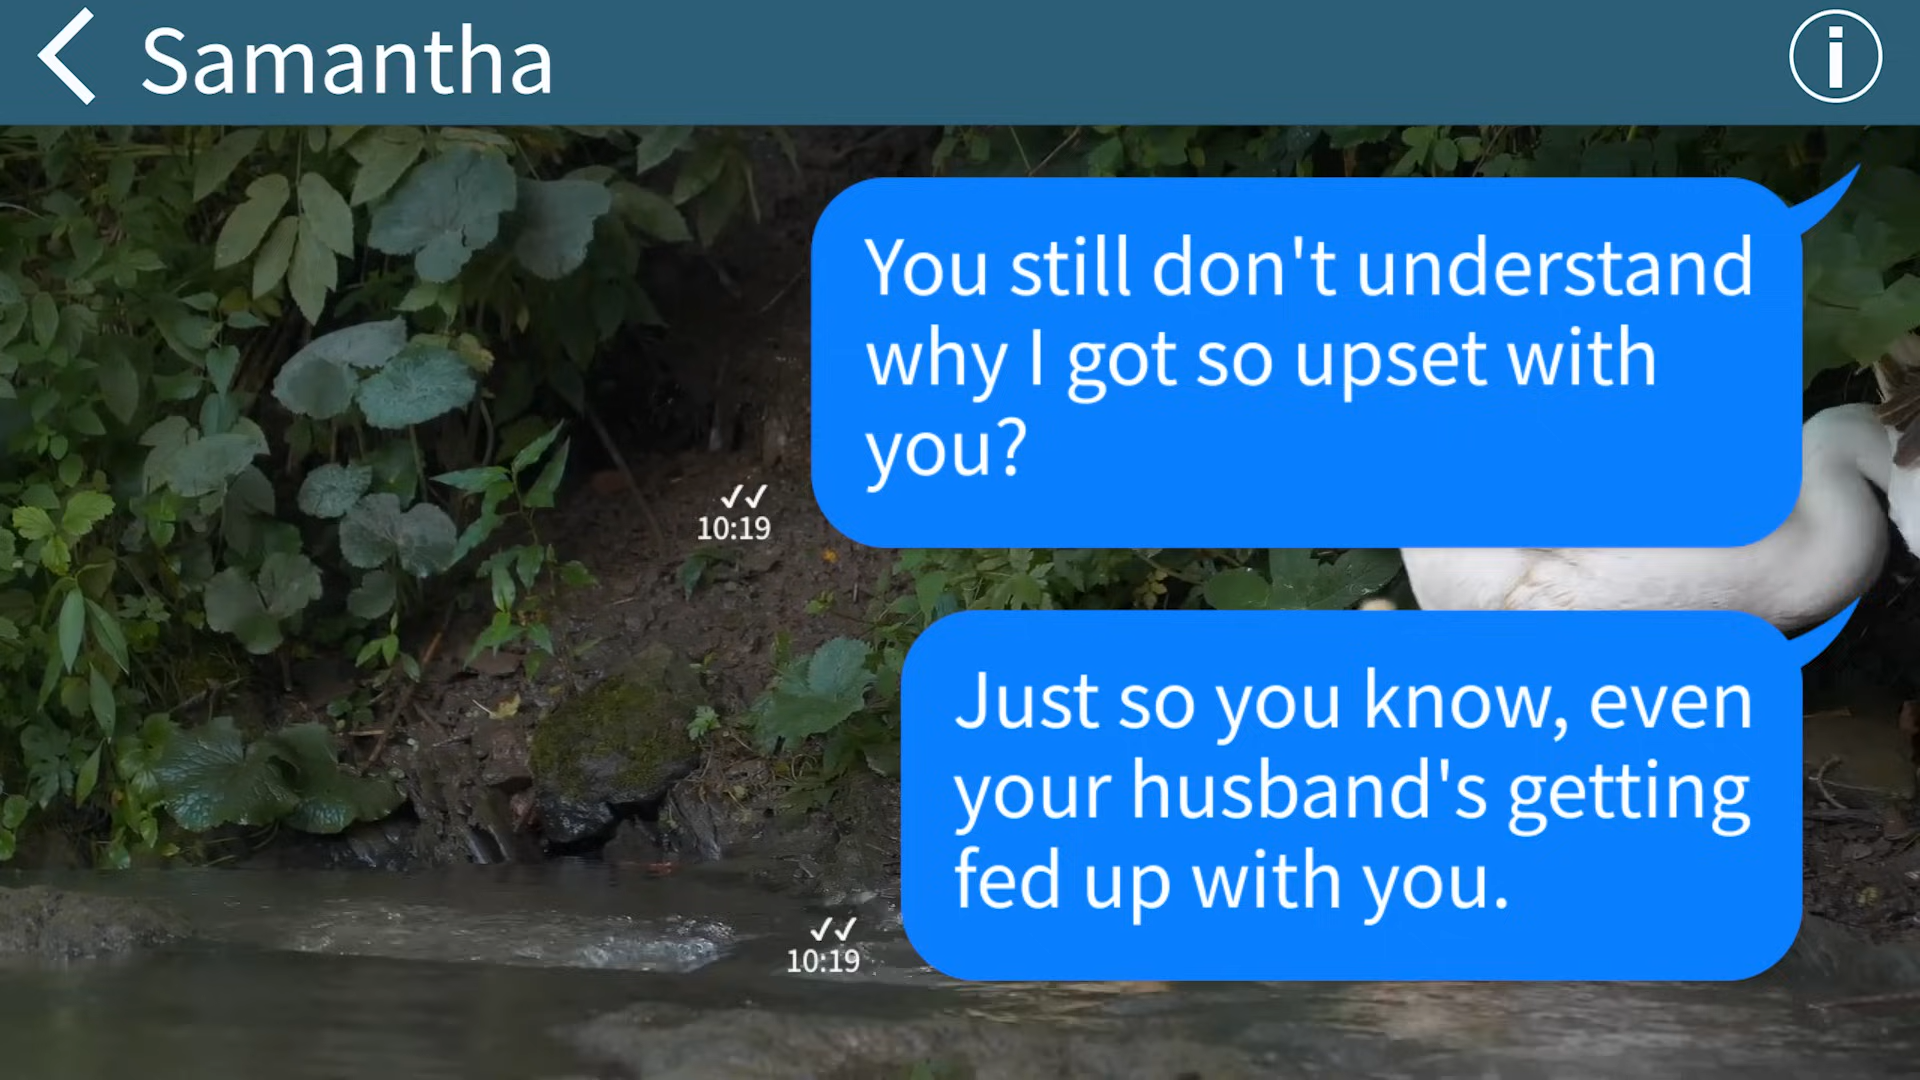 Samantha
You still don't understand
why I got so upset with
you?
10:19
Just so you know, even
your husband's getting
fed up with you.
10:19